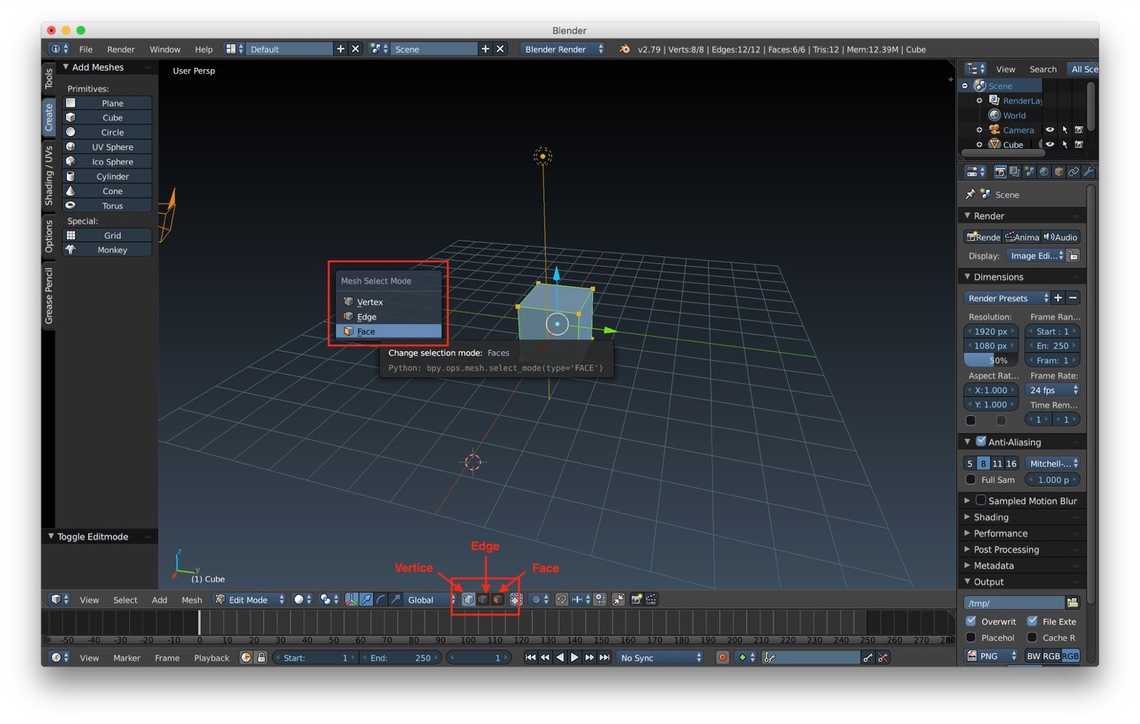 Blender
File Render Window Help Default Scene Blender Render v2.79 | Verts:8/8 | Edges:12/12 | Faces:6/6 | Tris:12 | Mem:12.39M | Cube
Tools
Create
Shading / UVs
Options
Grease Pencil
Add Meshes
Primitives:
Plane
Cube
Circle
UV Sphere
Ico Sphere
Cylinder
Cone
Torus
Special:
Grid
Monkey
Toggle Editmode
User Persp
Mesh Select Mode
Vertex
Edge
Face
Change selection mode: Faces
Python: bpy.ops.mesh.select_mode(type='FACE')
Edge
Vertice Face
z
y
(1) Cube
View Select Add Mesh Edit Mode Global
-50 -40 -30 -20 -10 0 10 20 30 40 50 60 70 80 90 100 110 120 130 140 150 160 170 180 190 200 210 220 230 240 250 260 270
View Marker Frame Playback Start: 1 End: 250 1 No Sync
View Search All Sce
Scene
RenderLay
World
Camera
Cube
Scene
Render
Rende Anima Audio
Display: Image Edi...
Dimensions
Render Presets
Resolution: Frame Ran...
1920 px Start : 1
1080 px En: 250
50% Fram: 1
Aspect Rat... Frame Rate:
X:1.000 24 fps
Y: 1.000 Time Rem...
1 1
Anti-Aliasing
5 8 11 16 Mitchell-...
Full Sam 1.000 p
Sampled Motion Blur
Shading
Performance
Post Processing
Metadata
Output
/tmp/
Overwrit File Exte
Placehol Cache R
PNG BW RGB RGB